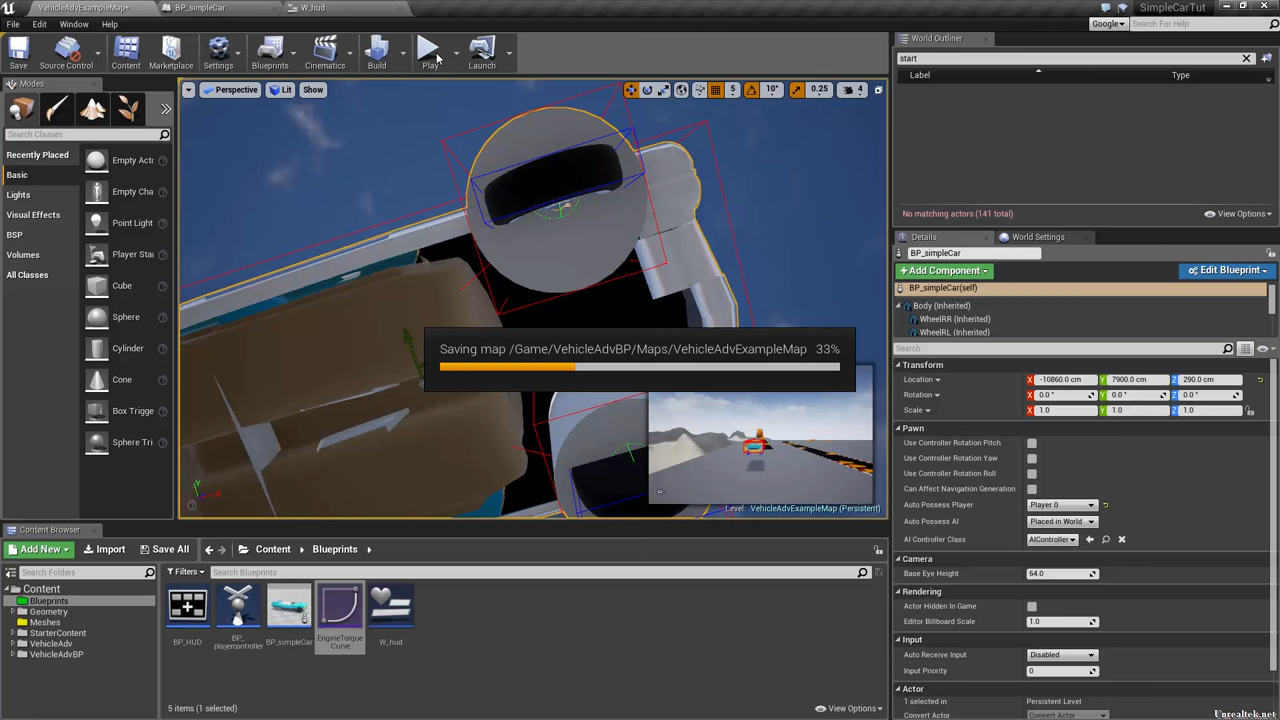 VehicleAdvExampleMap*
BP_simpleCar
W_hud
SimpleCarTut
File Edit Window Help
Google
Search For Help
Save Source Control Content Marketplace Settings Blueprints Cinematics Build Play Launch
World Outliner
start
Label Type
No matching actors (141 total) View Options
Modes
Search Classes
Recently Placed
Basic
Lights
Visual Effects
BSP
Volumes
All Classes
Empty Acto
Empty Cha
Point Light
Player Sta
Cube
Sphere
Cylinder
Cone
Box Trigge
Sphere Tri
Perspective Lit Show
5 10° 0.25 4
Saving map /Game/VehicleAdvBP/Maps/VehicleAdvExampleMap 33%
Level: VehicleAdvExampleMap (Persistent)
Details World Settings
BP_simpleCar
+Add Component Edit Blueprint
BP_simpleCar(self)
Body (Inherited)
WheelRR (Inherited)
WheelRL (Inherited)
Search
Transform
Location X -10860.0 cm Y 7900.0 cm Z 290.0 cm
Rotation X 0.0 ° Y 0.0 ° Z 0.0 °
Scale X 1.0 Y 1.0 Z 1.0
Pawn
Use Controller Rotation Pitch
Use Controller Rotation Yaw
Use Controller Rotation Roll
Can Affect Navigation Generation
Auto Possess Player Player 0
Auto Possess AI Placed in World
AI Controller Class AIController
Camera
Base Eye Height 64.0
Rendering
Actor Hidden In Game
Editor Billboard Scale 1.0
Input
Auto Receive Input Disabled
Input Priority 0
Actor
1 selected in Persistent Level
Convert Actor Convert Actor
Content Browser
Add New Import Save All Content Blueprints
Search Folders
Filters Search Blueprints
Content
Blueprints
Geometry
Meshes
StarterContent
VehicleAdv
VehicleAdvBP
BP_HUD
BP_
playercontroller
BP_simpleCar
EngineTorque
Curve
W_hud
5 items (1 selected) View Options
Unrealtek.net